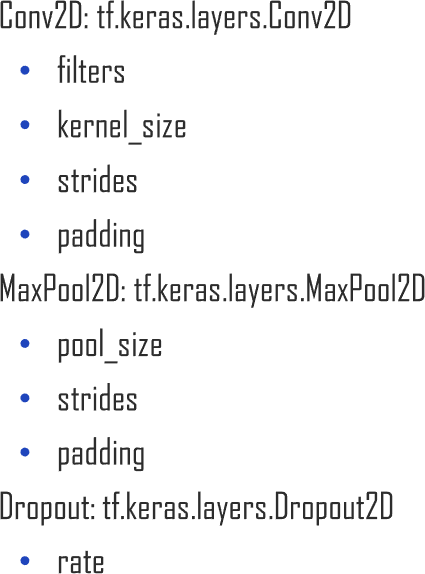 Conv2D: tf.keras.layers.Conv2D
• filters
• kernel_size
• strides
• padding
MaxPool2D: tf.keras.layers.MaxPool2D
• pool_size
• strides
• padding
Dropout: tf.keras.layers.Dropout2D
• rate